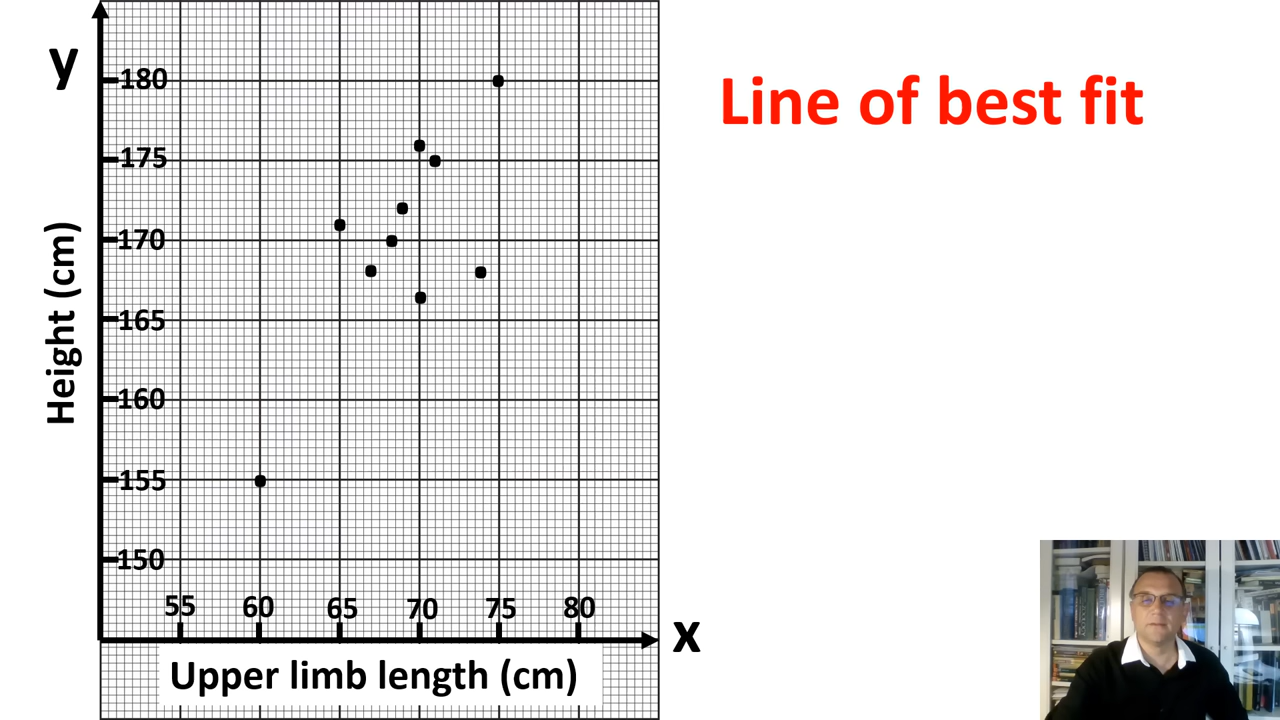 y
Line of best fit
180
175
170
165
160
155
150
Height (cm)
55 60 65 70 75 80
x
Upper limb length (cm)